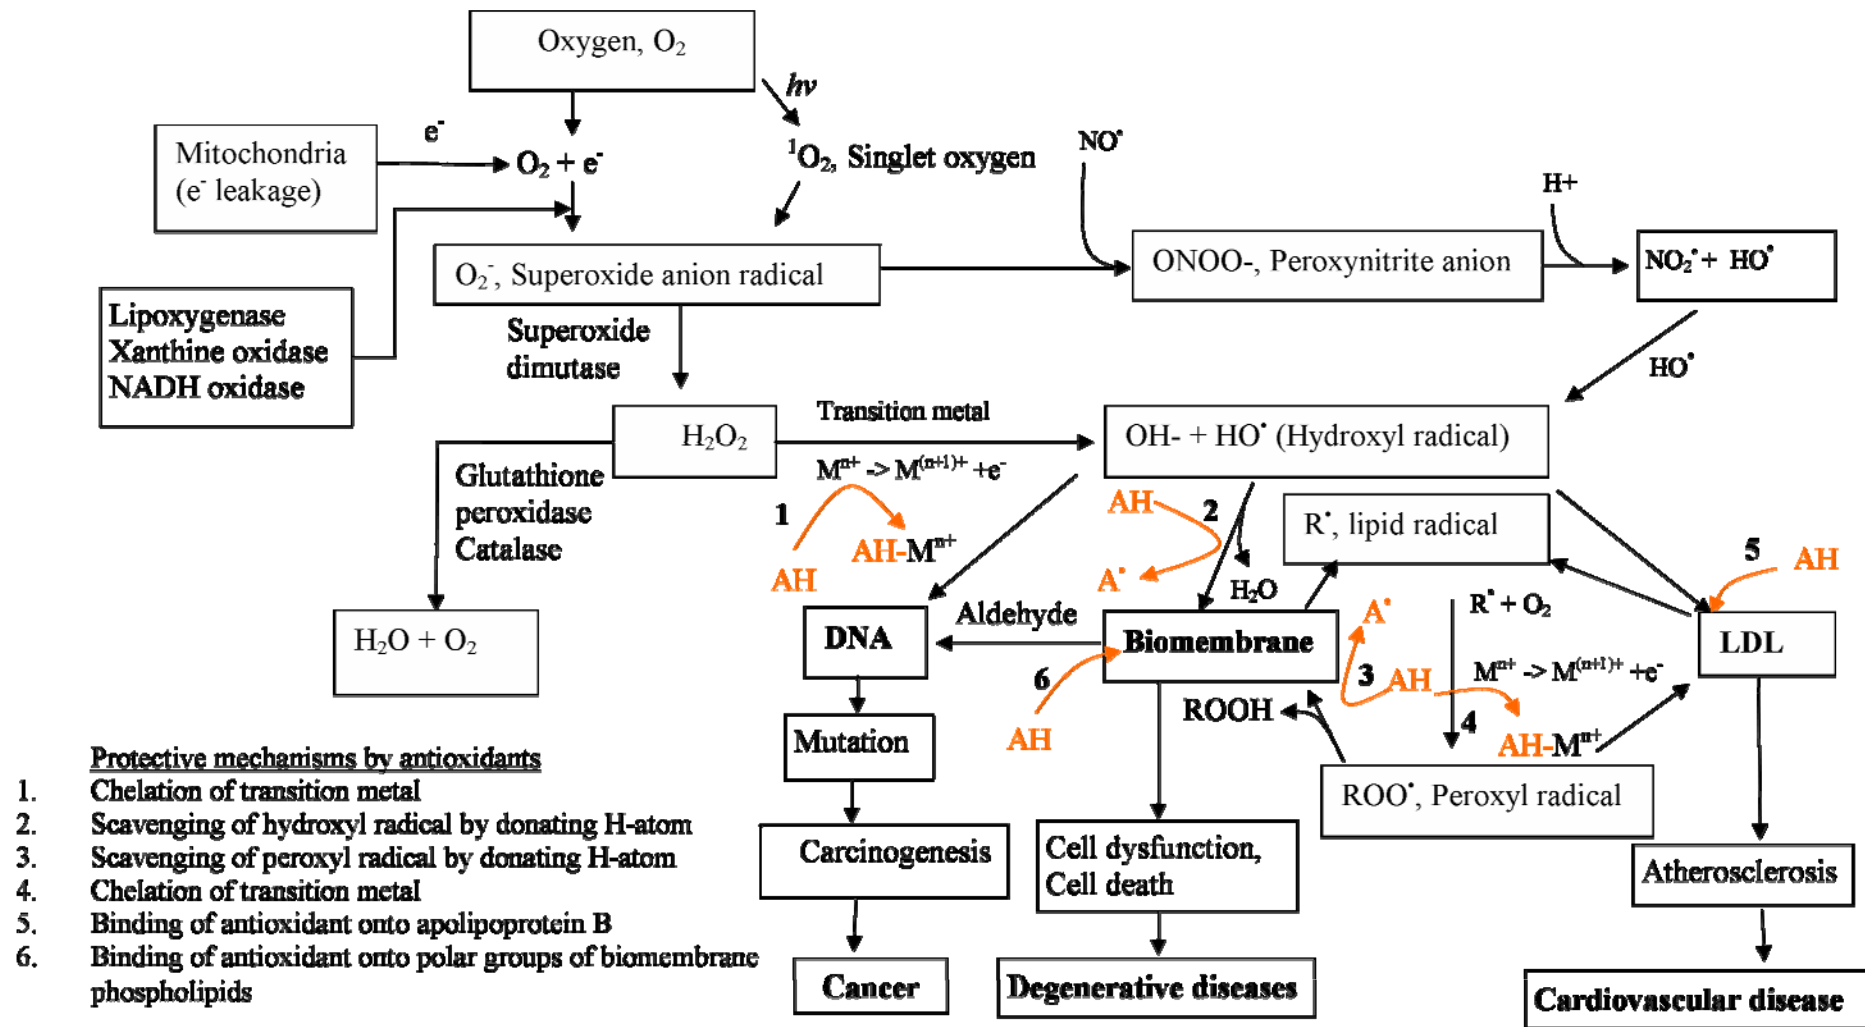 Oxygen, O₂
hν
e⁻
NO•
Mitochondria
(e⁻ leakage)
O₂ + e⁻
¹O₂, Singlet oxygen
H+
O₂⁻, Superoxide anion radical
ONOO-, Peroxynitrite anion
NO₂• + HO•
Lipoxygenase
Xanthine oxidase
NADH oxidase
Superoxide
dimutase
HO•
H₂O₂
Transition metal
Mⁿ⁺ -> M⁽ⁿ⁺¹⁾⁺ +e⁻
OH- + HO• (Hydroxyl radical)
Glutathione
peroxidase
Catalase
1
AH
AH-Mⁿ⁺
AH
2
A•
H₂O
R•, lipid radical
5
AH
H₂O + O₂
DNA
Aldehyde
Biomembrane
A•
R• + O₂
LDL
6
AH
ROOH
3
AH
Mⁿ⁺ -> M⁽ⁿ⁺¹⁾⁺ +e⁻
4
AH-Mⁿ⁺
Mutation
ROO•, Peroxyl radical
Carcinogenesis
Cell dysfunction,
Cell death
Atherosclerosis
Cancer
Degenerative diseases
Cardiovascular disease
Protective mechanisms by antioxidants
1. Chelation of transition metal
2. Scavenging of hydroxyl radical by donating H-atom
3. Scavenging of peroxyl radical by donating H-atom
4. Chelation of transition metal
5. Binding of antioxidant onto apolipoprotein B
6. Binding of antioxidant onto polar groups of biomembrane
phospholipids